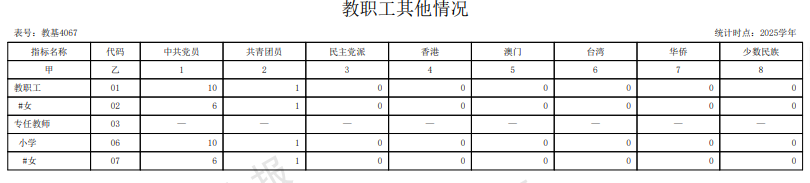 教职工其他情况
表号：教基4067 统计时点：2025学年
指标名称 代码 中共党员 共青团员 民主党派 香港 澳门 台湾 华侨 少数民族
甲 乙 1 2 3 4 5 6 7 8
教职工 01 10 1 0 0 0 0 0 0
#女 02 6 1 0 0 0 0 0 0
专任教师 03 — — — — — — — —
小学 06 10 1 0 0 0 0 0 0
#女 07 6 1 0 0 0 0 0 0
报